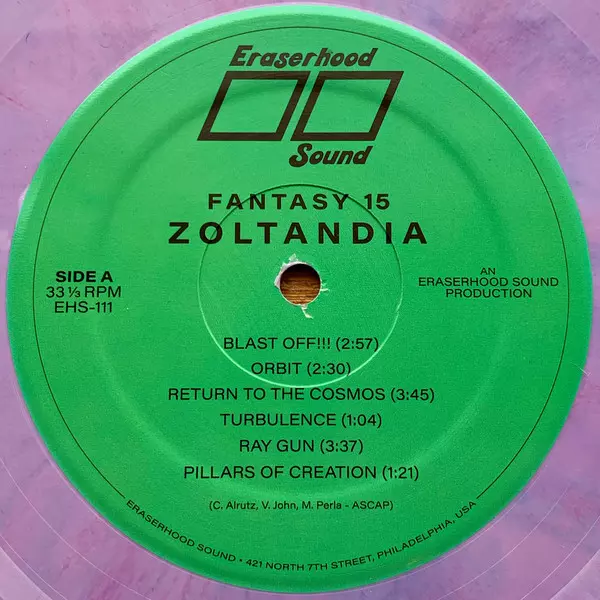 Eraserhood
Sound
FANTASY 15
ZOLTANDIA
SIDE A
33 ⅓ RPM
EHS-111
AN
ERASERHOOD SOUND
PRODUCTION
BLAST OFF!!! (2:57)
ORBIT (2:30)
RETURN TO THE COSMOS (3:45)
TURBULENCE (1:04)
RAY GUN (3:37)
PILLARS OF CREATION (1:21)
(C. Alrutz, V. John, M. Perla - ASCAP)
ERASERHOOD SOUND • 421 NORTH 7TH STREET, PHILADELPHIA, USA